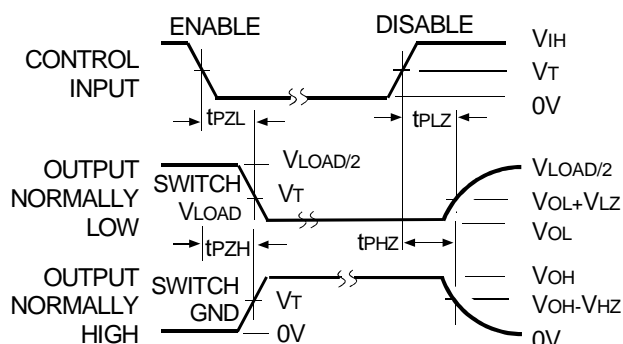 ENABLE DISABLE
CONTROL INPUT
VIH
VT
0V
tPZL tPLZ
OUTPUT NORMALLY LOW
SWITCH VLOAD
VLOAD/2
VT
VLOAD/2
VOL+VLZ
VOL
tPZH tPHZ
OUTPUT NORMALLY HIGH
SWITCH GND
VT
0V
VOH
VOH-VHZ
0V